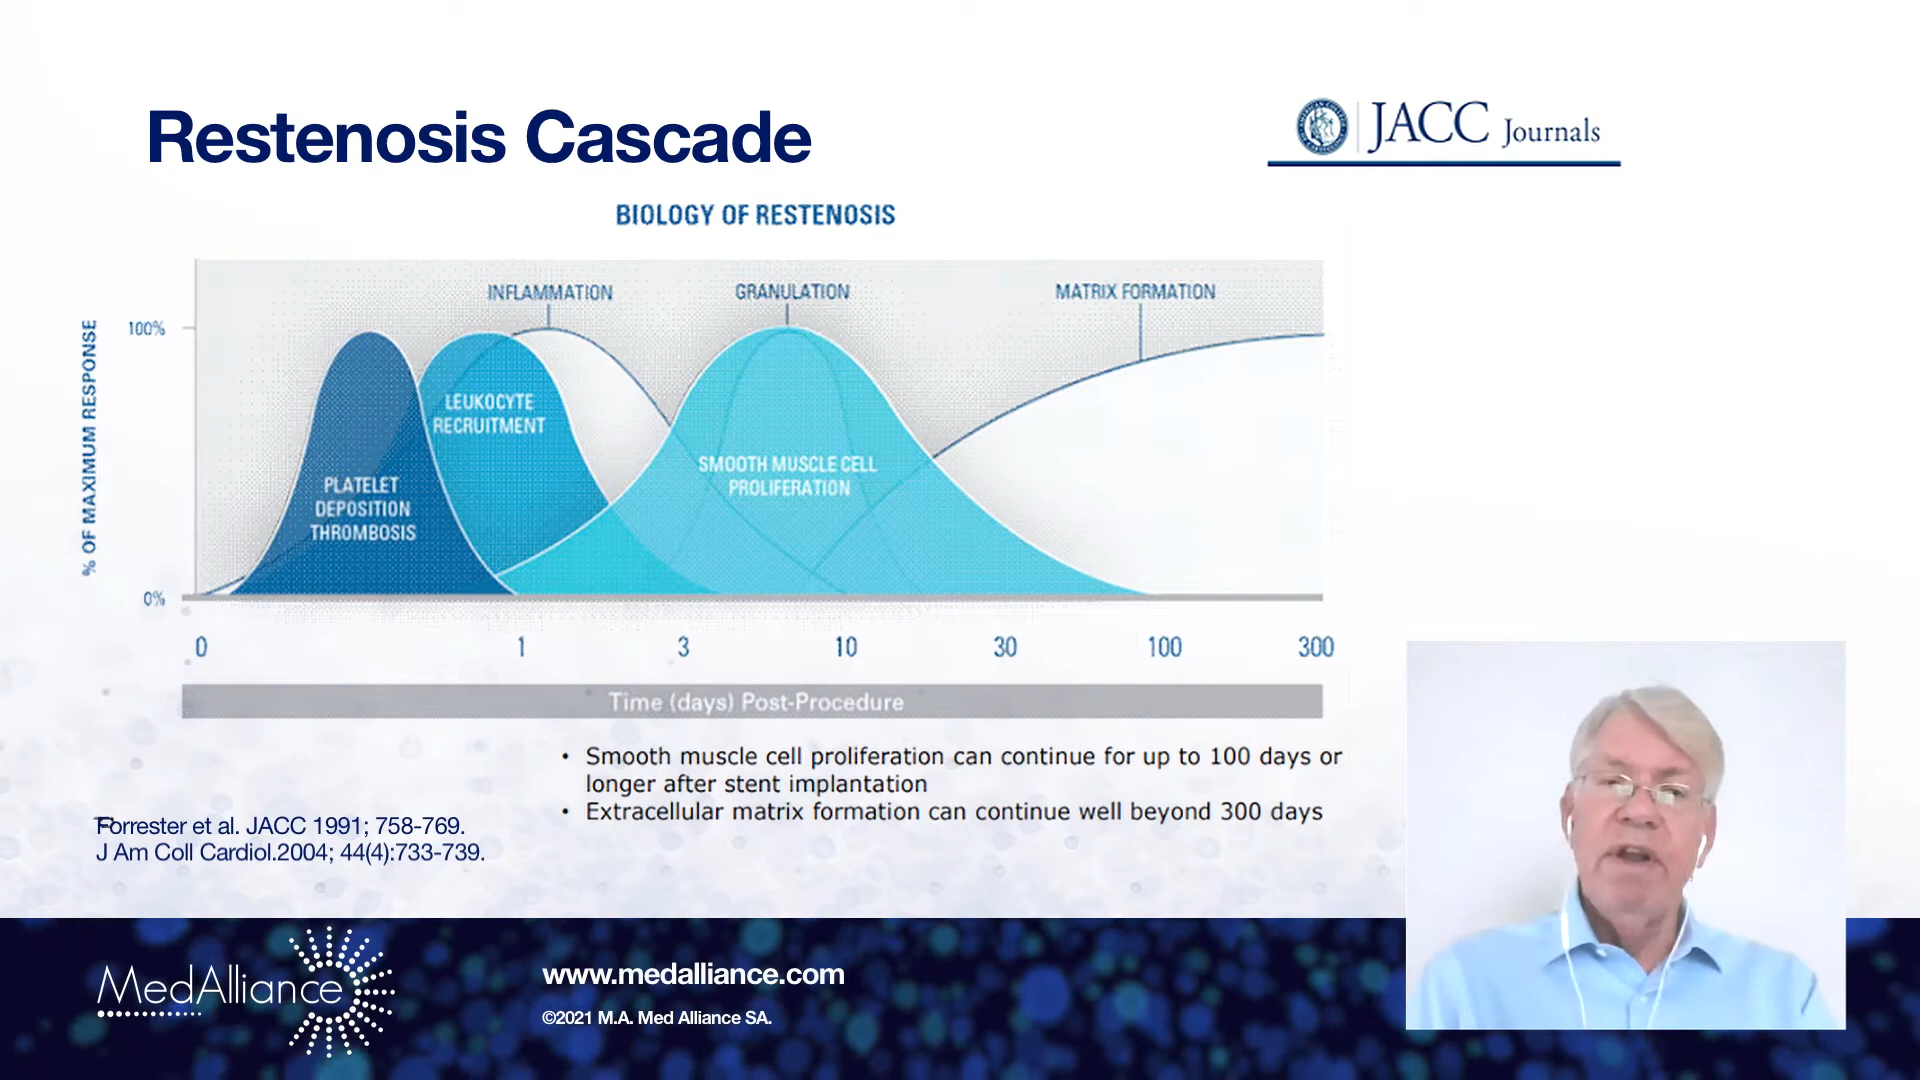 Restenosis Cascade
JACC Journals
BIOLOGY OF RESTENOSIS
% OF MAXIMUM RESPONSE
100%
0%
INFLAMMATION
GRANULATION
MATRIX FORMATION
LEUKOCYTE
RECRUITMENT
SMOOTH MUSCLE CELL
PROLIFERATION
PLATELET
DEPOSITION
THROMBOSIS
0 1 3 10 30 100 300
Time (days) Post-Procedure
• Smooth muscle cell proliferation can continue for up to 100 days or
longer after stent implantation
• Extracellular matrix formation can continue well beyond 300 days
Forrester et al. JACC 1991; 758-769.
J Am Coll Cardiol.2004; 44(4):733-739.
MedAlliance
www.medalliance.com
©2021 M.A. Med Alliance SA.